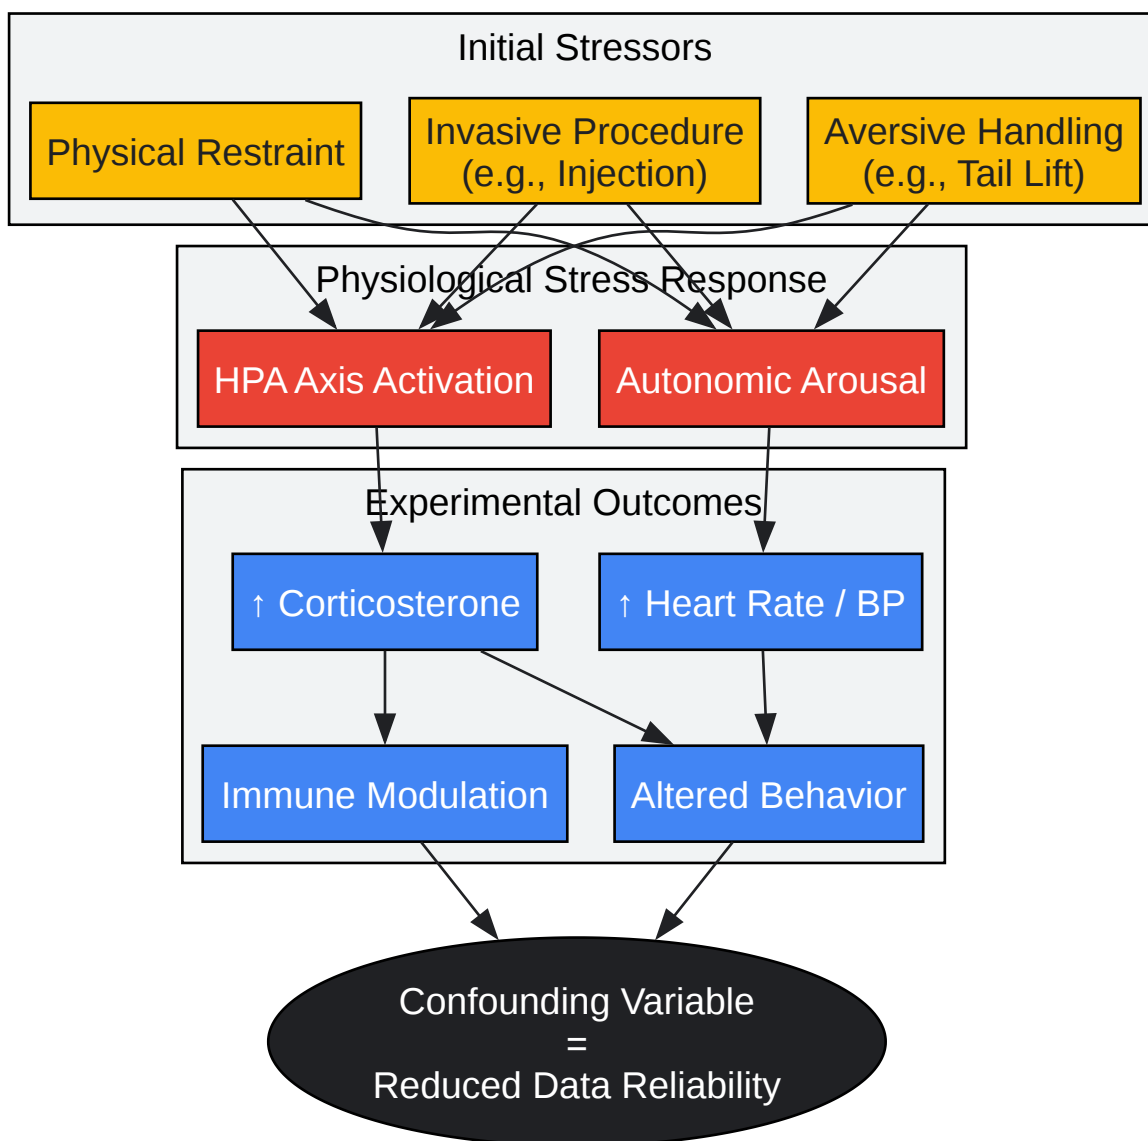 Initial Stressors
Physical Restraint
Invasive Procedure
(e.g., Injection)
Aversive Handling
(e.g., Tail Lift)
Physiological Stress Response
HPA Axis Activation
Autonomic Arousal
Experimental Outcomes
↑ Corticosterone
↑ Heart Rate / BP
Immune Modulation
Altered Behavior
Confounding Variable
=
Reduced Data Reliability